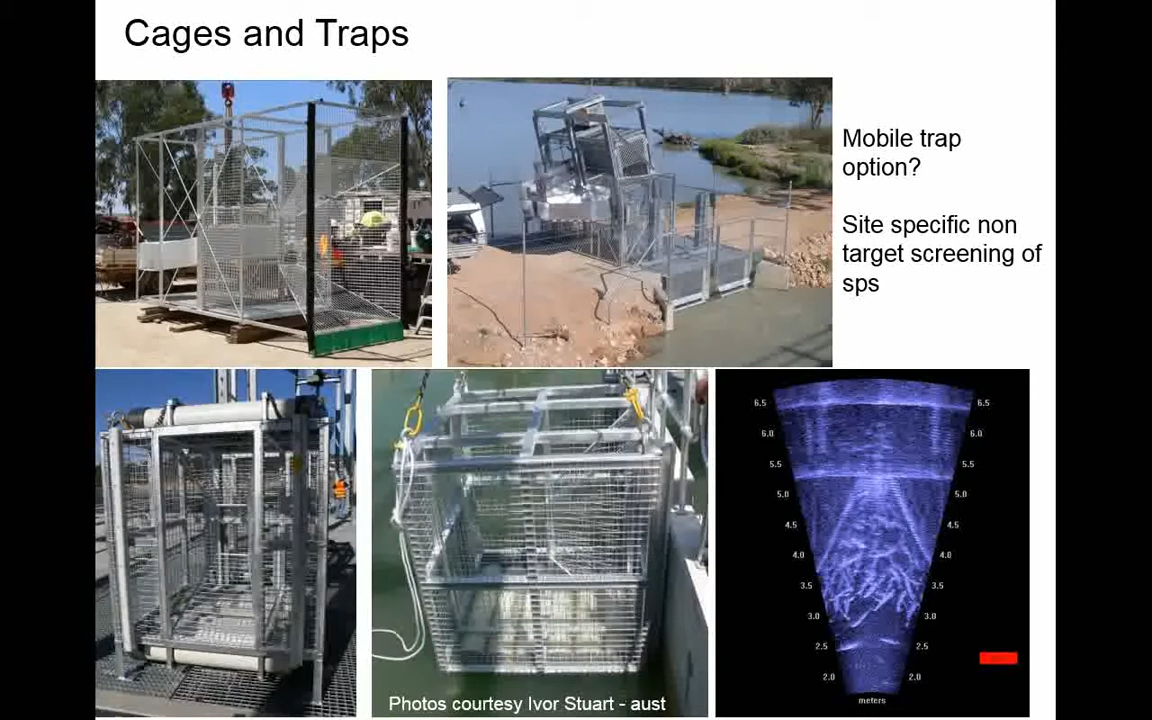 Cages and Traps
Mobile trap
option?
Site specific non
target screening of
sps
Photos courtesy Ivor Stuart - aust
6.5
6.5
6.0
6.0
5.5
5.5
5.0
5.0
4.5
4.5
4.0
4.0
3.5
3.5
3.0
3.0
2.5
2.5
2.0
2.0
meters